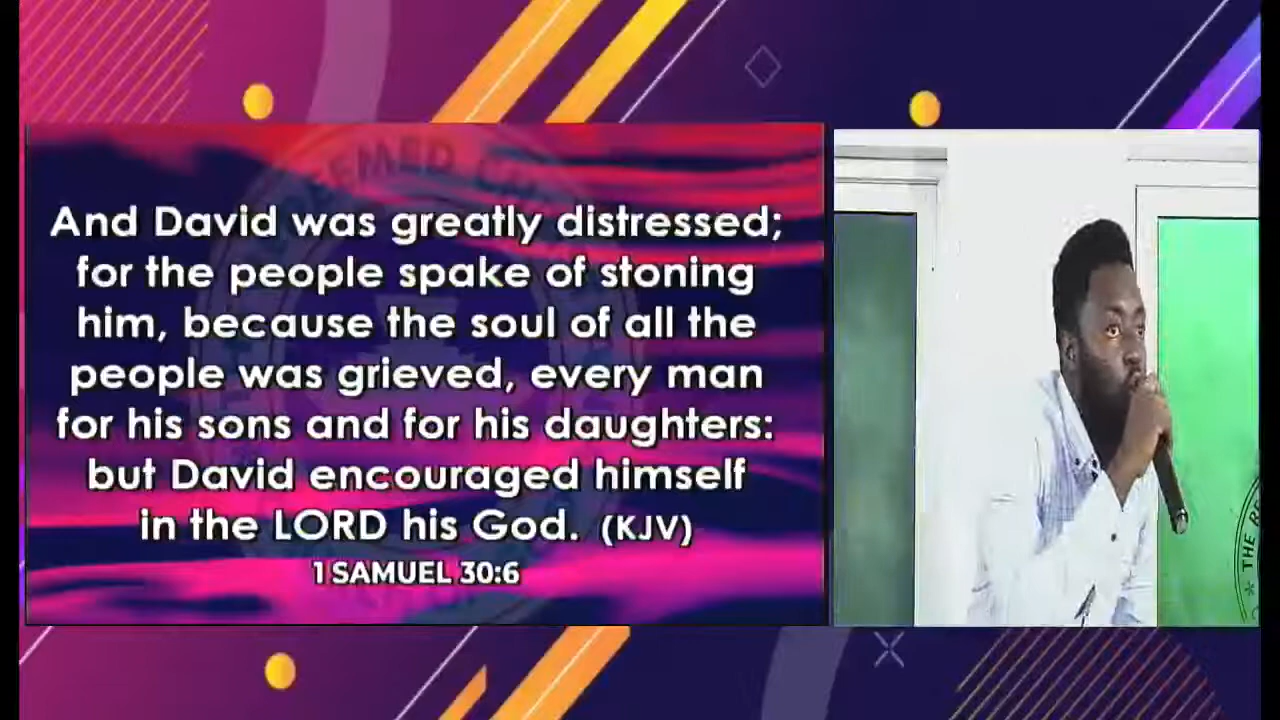 And David was greatly distressed;
for the people spake of stoning
him, because the soul of all the
people was grieved, every man
for his sons and for his daughters:
but David encouraged himself
in the LORD his God. (KJV)
1 SAMUEL 30:6
THE